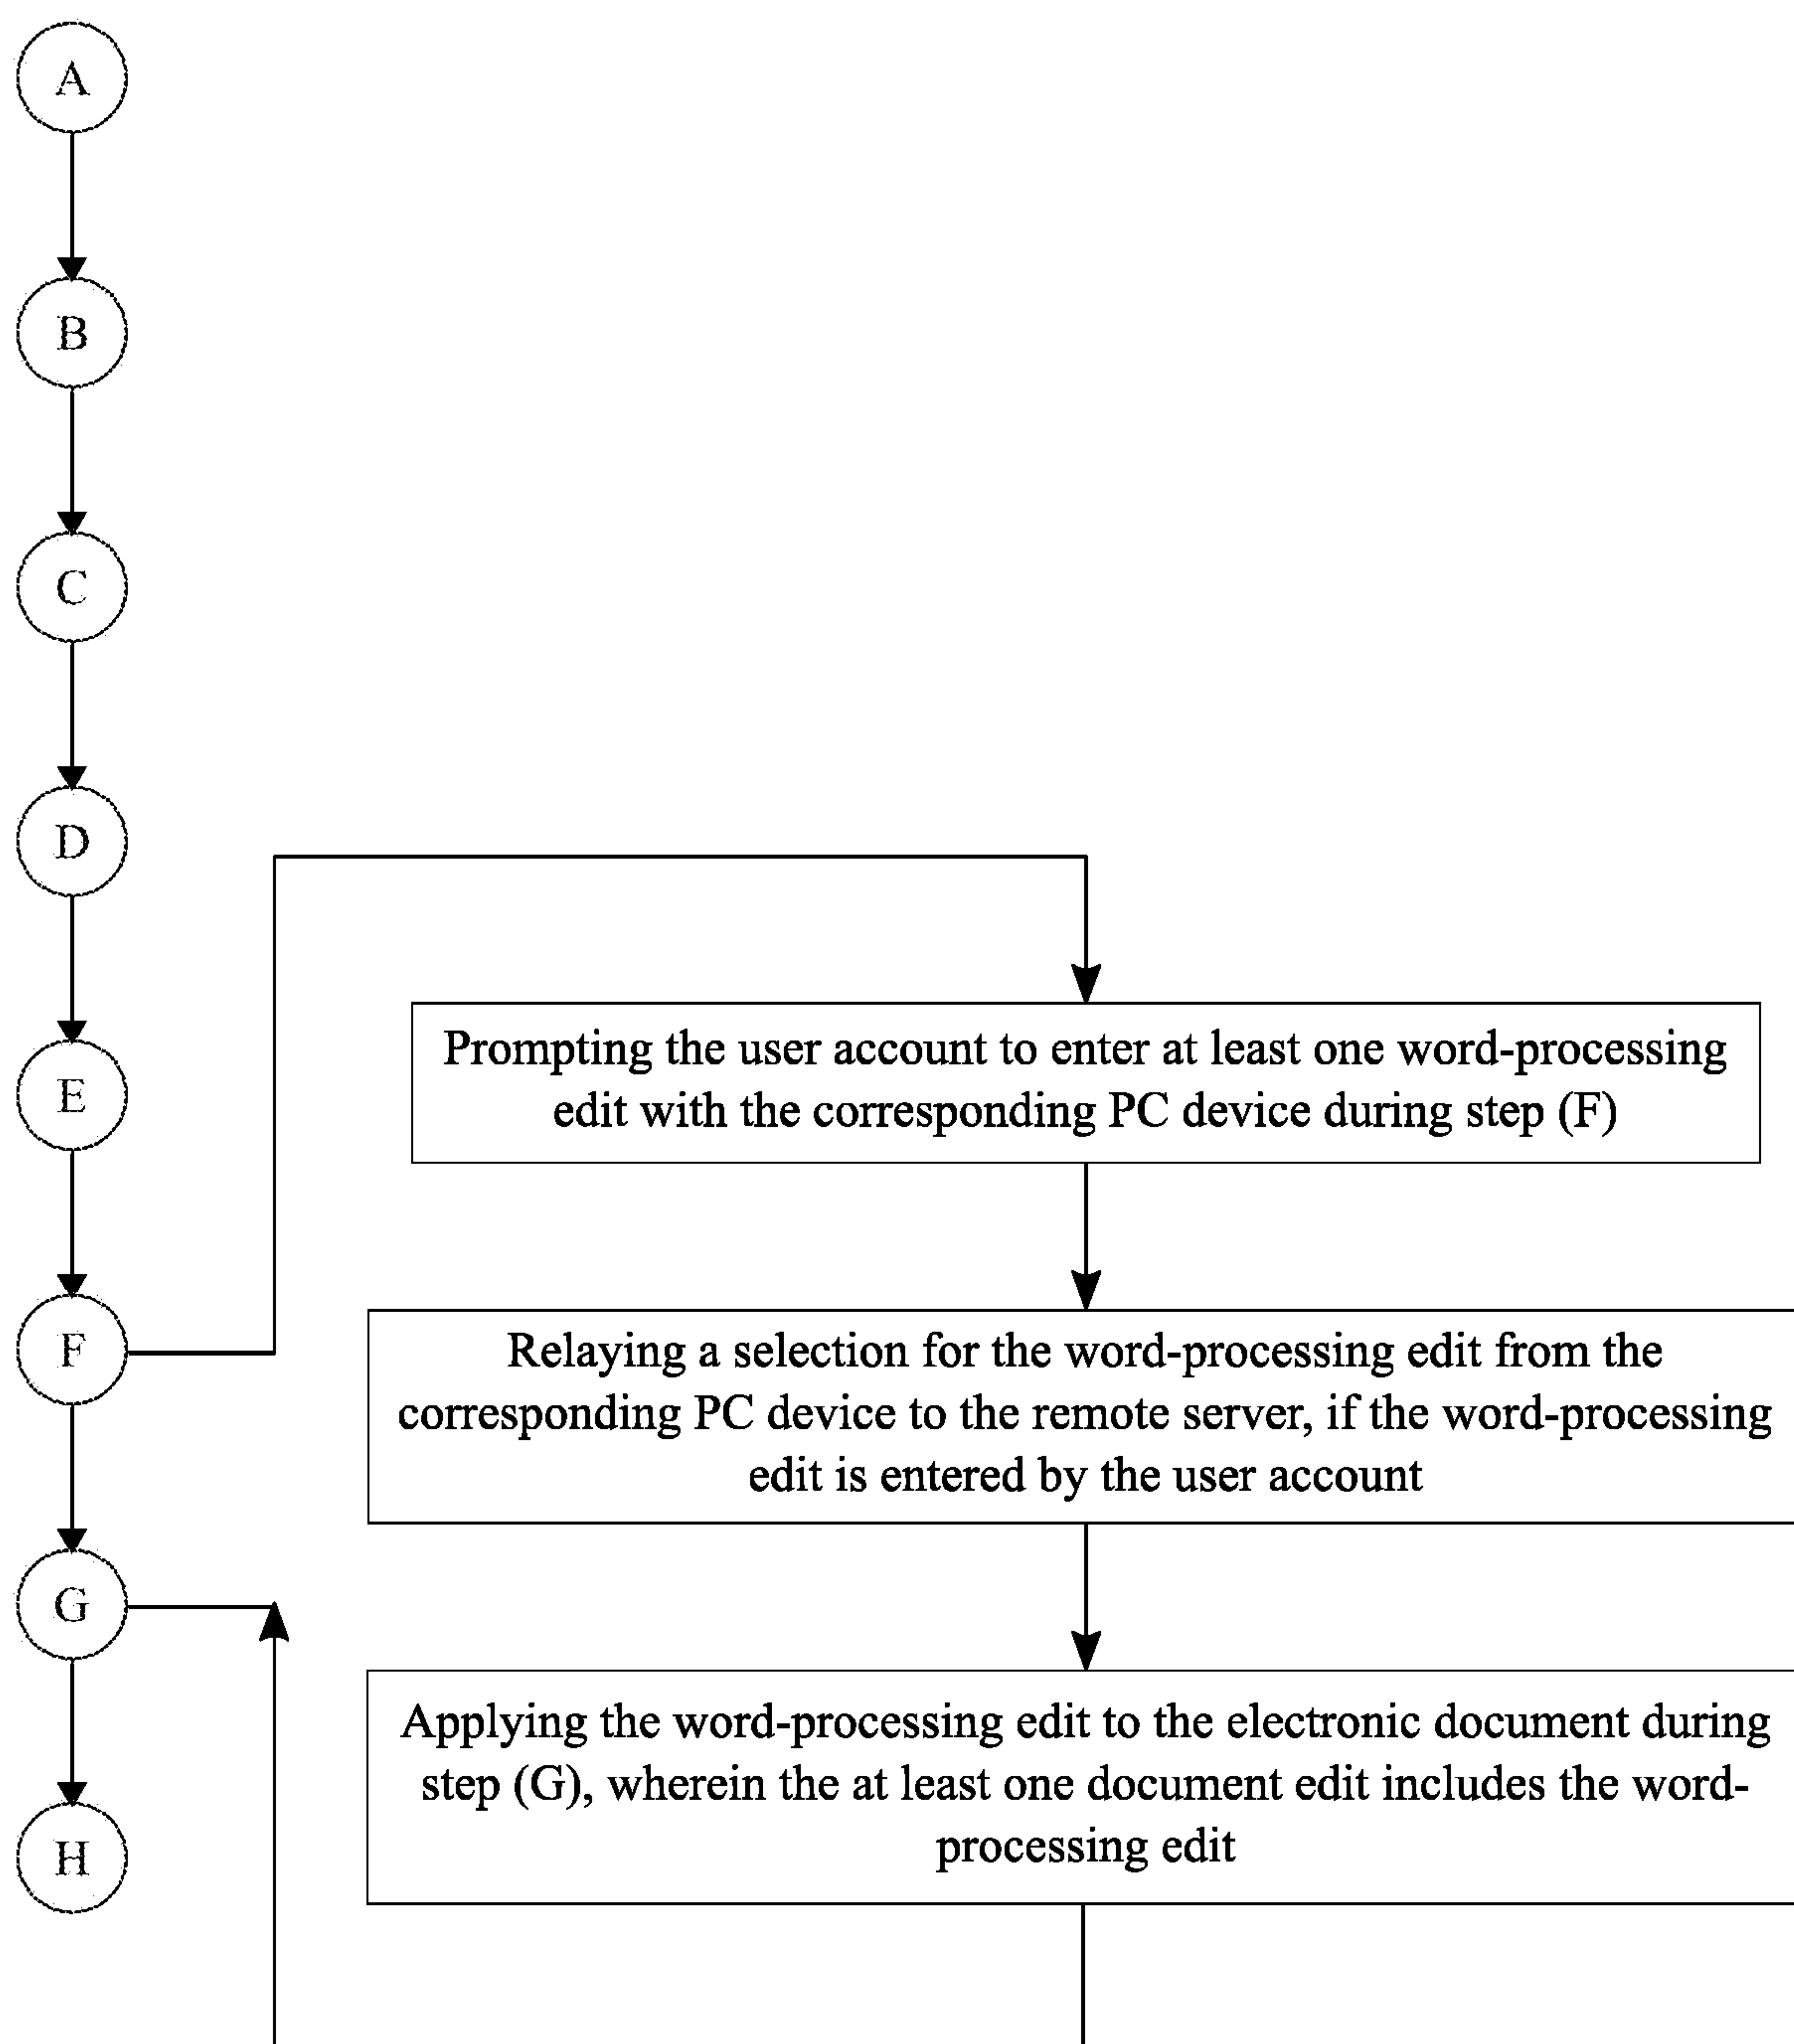 A
B
C
D
E
F
G
H
Prompting the user account to enter at least one word-processing
edit with the corresponding PC device during step (F)
Relaying a selection for the word-processing edit from the
corresponding PC device to the remote server, if the word-processing
edit is entered by the user account
Applying the word-processing edit to the electronic document during
step (G), wherein the at least one document edit includes the word-
processing edit